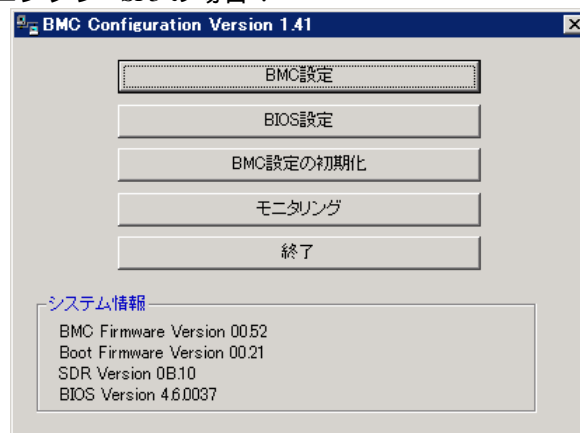 BMC Configuration Version 1.41
BMC設定
BIOS設定
BMC設定の初期化
モニタリング
終了
システム情報
BMC Firmware Version 00.52
Boot Firmware Version 00.21
SDR Version 0B.10
BIOS Version 4.6.0037